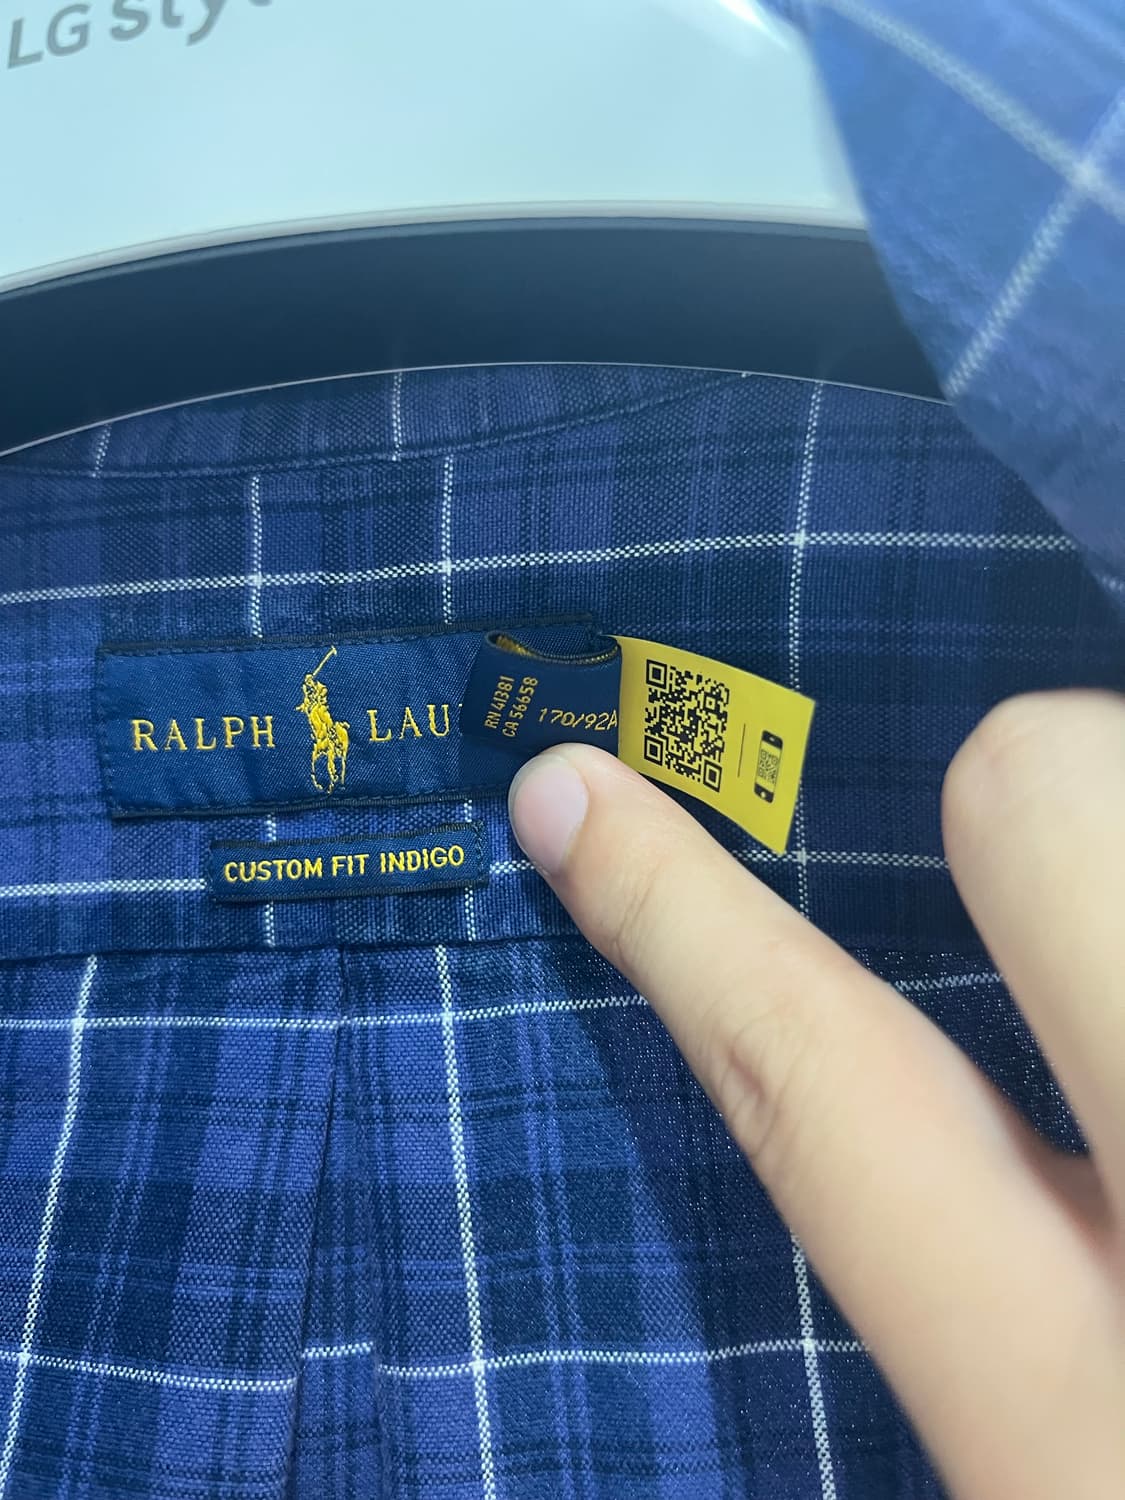 LG Sty
RALPH LAU
RN 41381
CA 56658
170/92A
CUSTOM FIT INDIGO